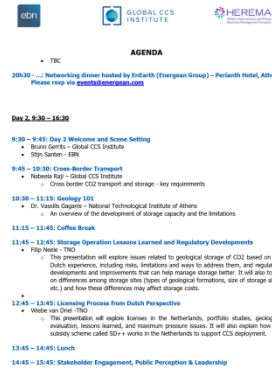 ebn
GLOBAL CCS
INSTITUTE
HEREMA
AGENDA
• TBC
20h30 - ...: Networking dinner hosted by EnEarth (Energean Group) – Perianth Hotel, Ath
Please rsvp via events@energean.com
Day 2, 9:30 – 16:30
9:30 – 9:45: Day 2 Welcome and Scene Setting
• Bruno Gerrits – Global CCS Institute
• Stijn Santen - EBN
9:45 – 10:30: Cross-Border Transport
• Nabeela Raji – Global CCS Institute
o Cross border CO2 transport and storage - key requirements
10:30 – 11:15: Geology 101
• Dr. Vassilis Gaganis – National Technological Institute of Athens
o An overview of the development of storage capacity and the limitations
11:15 – 11:45: Coffee Break
11:45 – 12:45: Storage Operation Lessons Learned and Regulatory Developments
• Filip Neele - TNO
o This presentation will explore issues related to geological storage of CO2 based on
Dutch experience, including risks, limitations and ways to address them, and regula
developments and improvements that can help manage storage better. It will also to
on differences among storage sites (types of geological formations, size of storage si
etc.) and how these differences may affect storage costs.
•
12:45 – 13:45: Licensing Process from Dutch Perspective
• Wiebe van Driel -TNO
o This presentation will explore licenses in the Netherlands, portfolio studies, geolog
evaluation, lessons learned, and maximum pressure issues. It will also explain how
subsidy scheme called SD++ works in the Netherlands to support CCS deployment.
13:45 – 14:45: Lunch
14:45 – 15:45: Stakeholder Engagement, Public Perception & Leadership